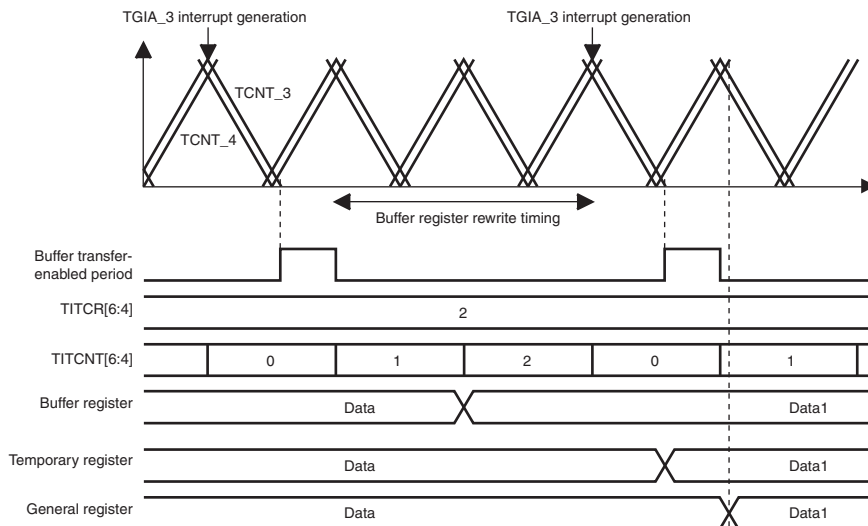 TGIA_3 interrupt generation
TGIA_3 interrupt generation
TCNT_3
TCNT_4
Buffer register rewrite timing
Buffer transfer-
enabled period
TITCR[6:4]
2
TITCNT[6:4]
0
1
2
0
1
Buffer register
Data
Data1
Temporary register
Data
Data1
General register
Data
Data1